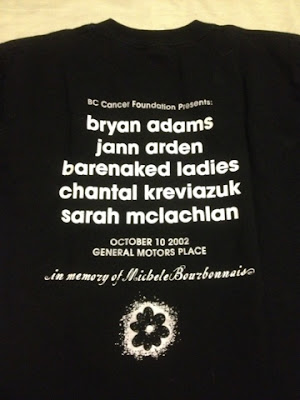 BC Cancer Foundation Presents:
bryan adams
jann arden
barenaked ladies
chantal kreviazuk
sarah mclachlan
OCTOBER 10 2002
GENERAL MOTORS PLACE
in memory of Michele Bourbonnais